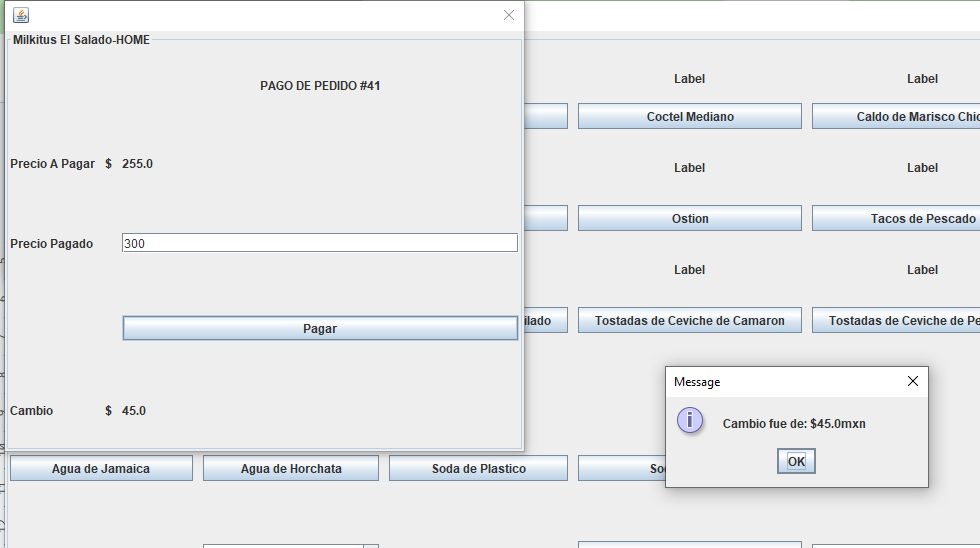 Milkitus El Salado-HOME
PAGO DE PEDIDO #41
Precio A Pagar $ 255.0
Precio Pagado 300
Pagar
Cambio $ 45.0
Label Label
Coctel Mediano Caldo de Marisco Chic
Label Label
Ostion Tacos de Pescado
Label Label
ilado Tostadas de Ceviche de Camaron Tostadas de Ceviche de Pe
Message
Cambio fue de: $45.0mxn
OK
Agua de Jamaica Agua de Horchata Soda de Plastico So